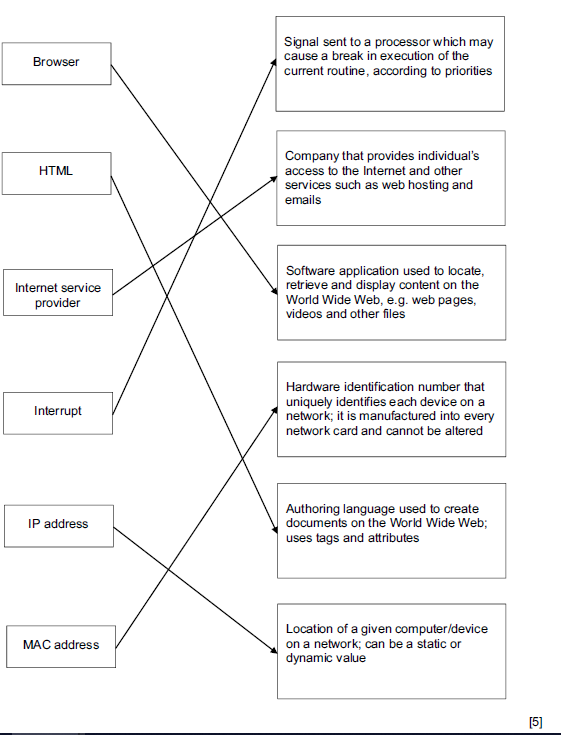 Browser
Signal sent to a processor which may
cause a break in execution of the
current routine, according to priorities
HTML
Company that provides individual's
access to the Internet and other
services such as web hosting and
emails
Internet service
provider
Software application used to locate,
retrieve and display content on the
World Wide Web, e.g. web pages,
videos and other files
Interrupt
Hardware identification number that
uniquely identifies each device on a
network; it is manufactured into every
network card and cannot be altered
IP address
Authoring language used to create
documents on the World Wide Web;
uses tags and attributes
MAC address
Location of a given computer/device
on a network; can be a static or
dynamic value
[5]